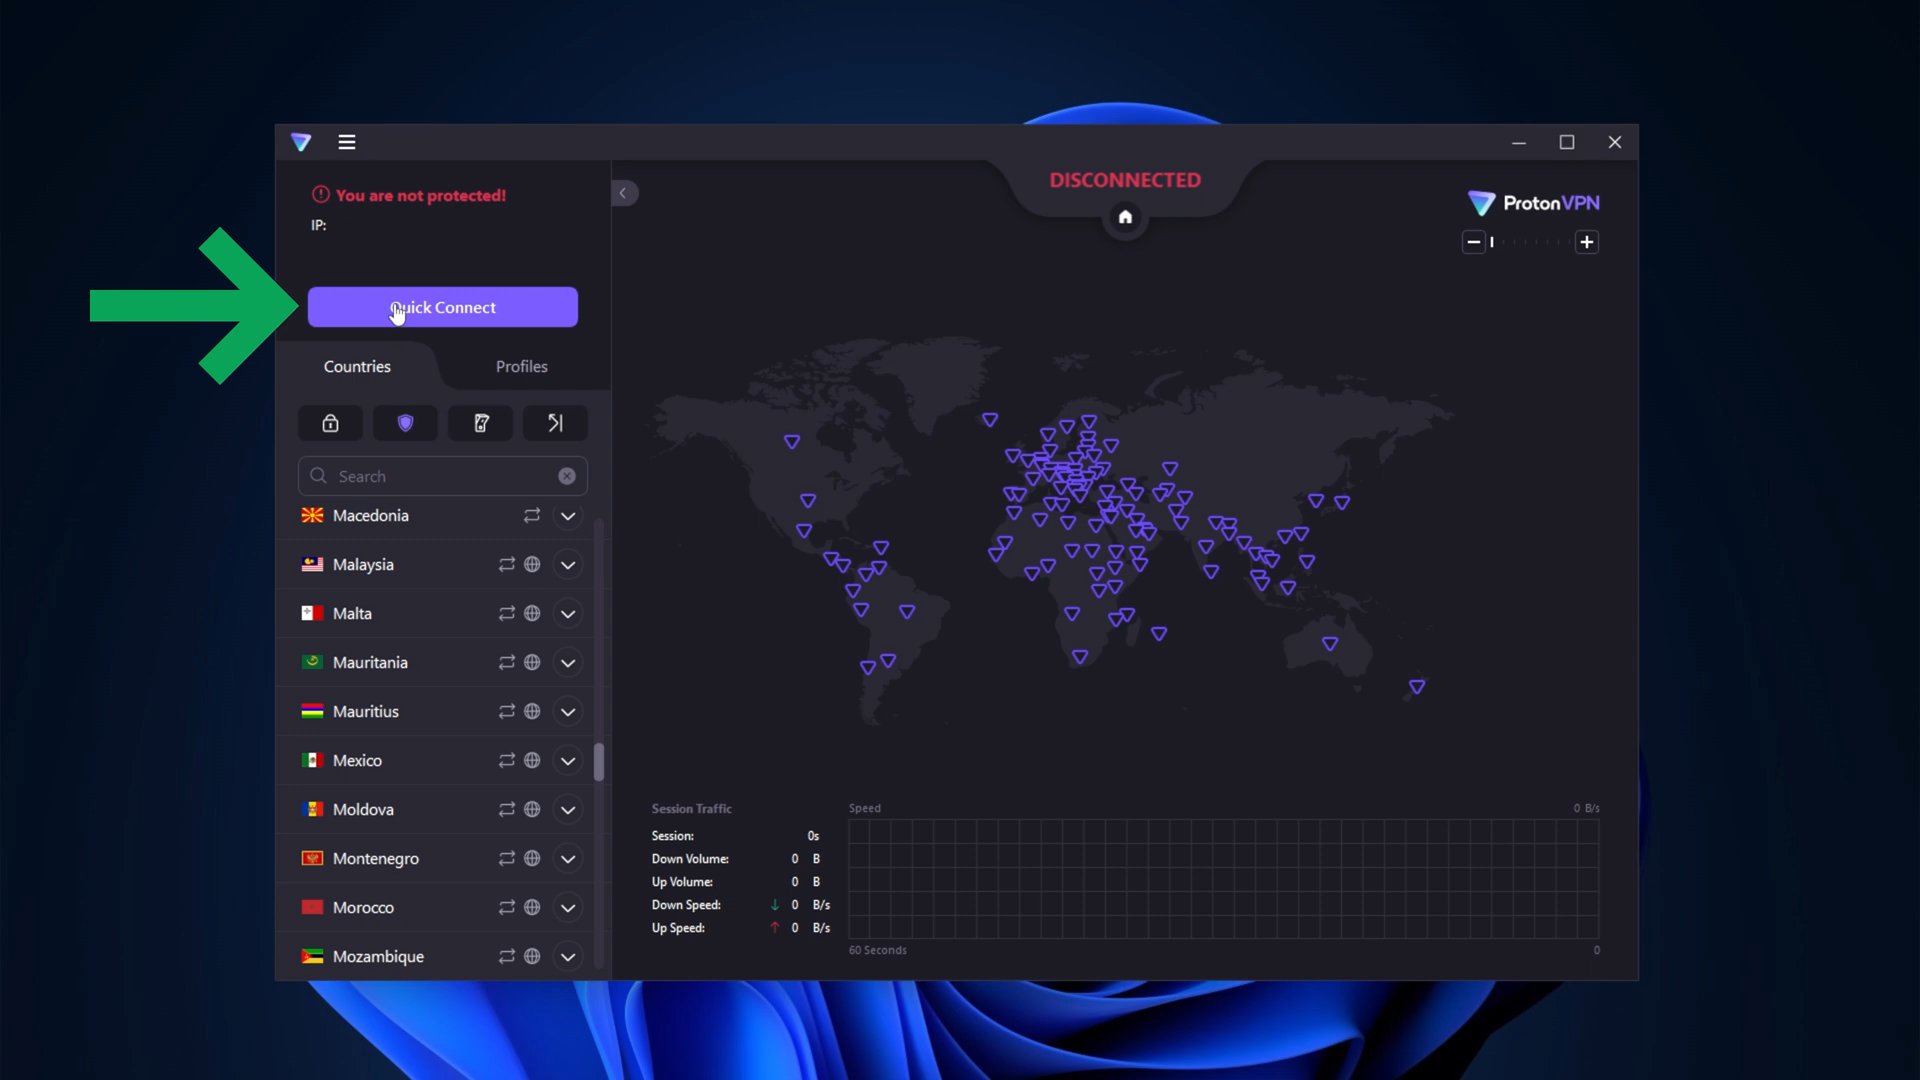 You are not protected!
IP:
Quick Connect
Countries
Profiles
Search
Macedonia
Malaysia
Malta
Mauritania
Mauritius
Mexico
Moldova
Montenegro
Morocco
Mozambique
DISCONNECTED
ProtonVPN
Session Traffic
Session: 0s
Down Volume: 0 B
Up Volume: 0 B
Down Speed: 0 B/s
Up Speed: 0 B/s
Speed
0 B/s
60 Seconds
0